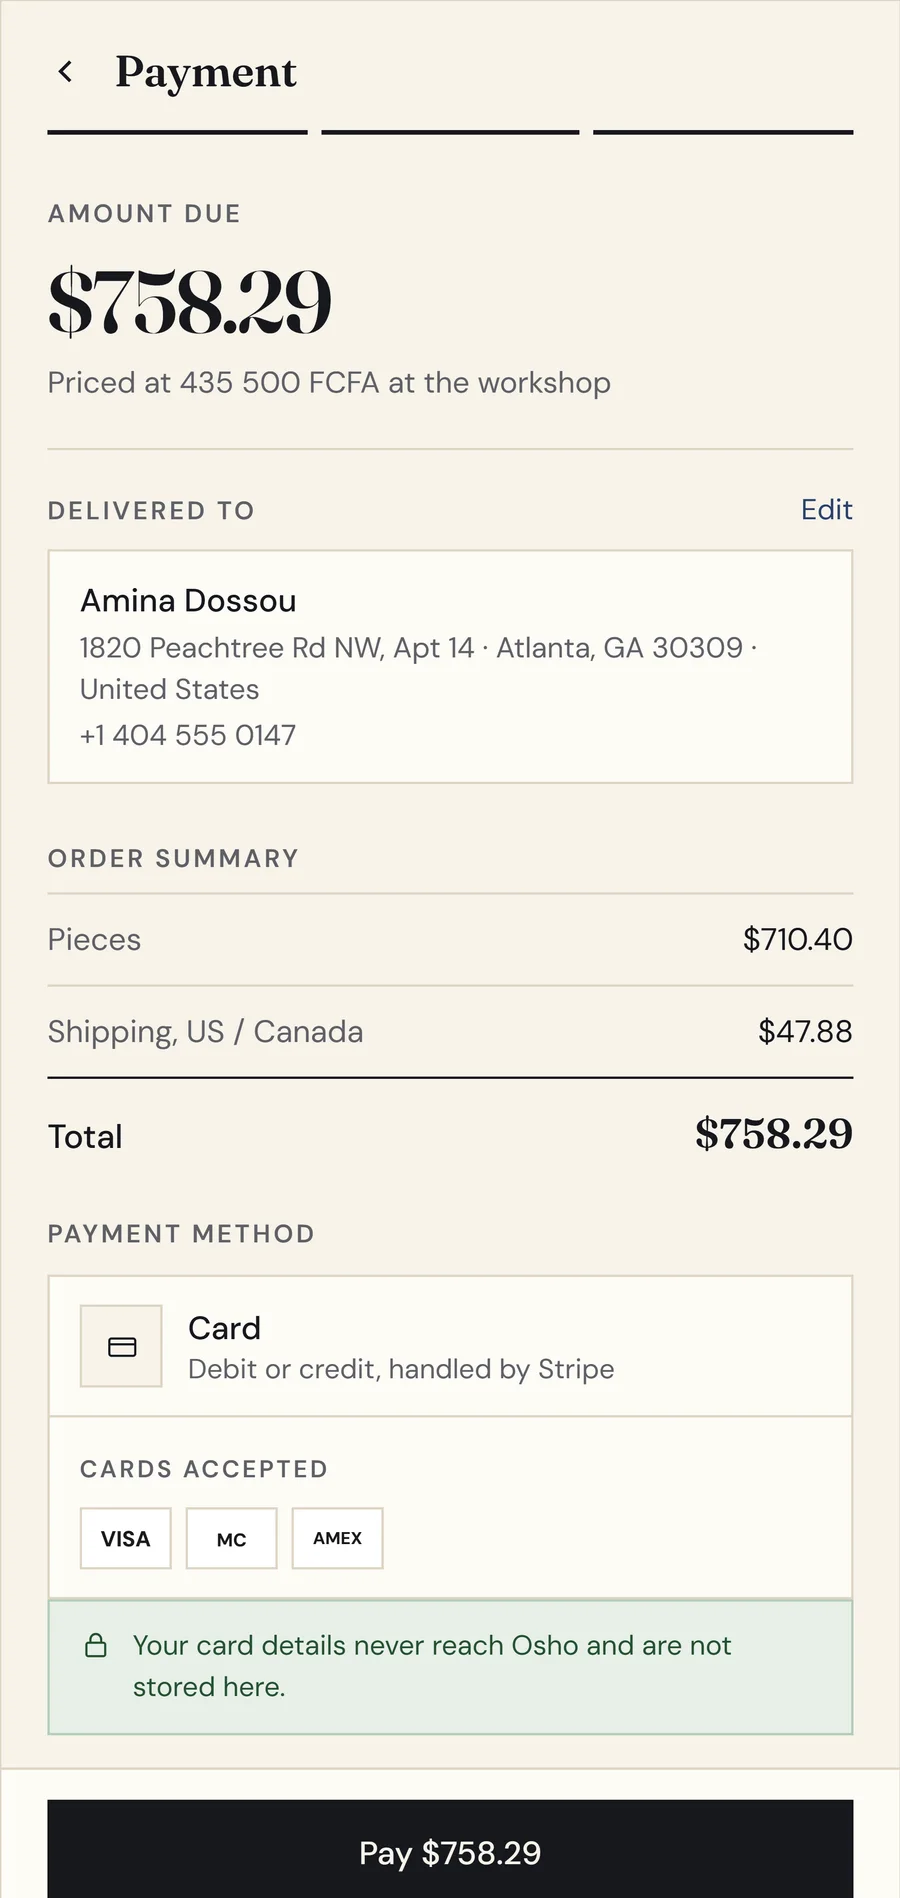 Payment
AMOUNT DUE
$758.29
Priced at 435 500 FCFA at the workshop
DELIVERED TO
Edit
Amina Dossou
1820 Peachtree Rd NW, Apt 14 · Atlanta, GA 30309 ·
United States
+1 404 555 0147
ORDER SUMMARY
Pieces
$710.40
Shipping, US / Canada
$47.88
Total
$758.29
PAYMENT METHOD
Card
Debit or credit, handled by Stripe
CARDS ACCEPTED
VISA
MC
AMEX
Your card details never reach Osho and are not
stored here.
Pay $758.29